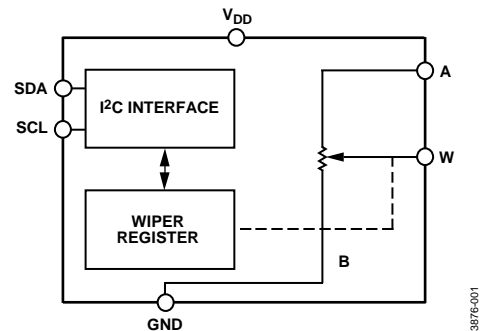 VDD
SDA
SCL
I2C INTERFACE
A
W
WIPER
REGISTER
B
GND
3876-001